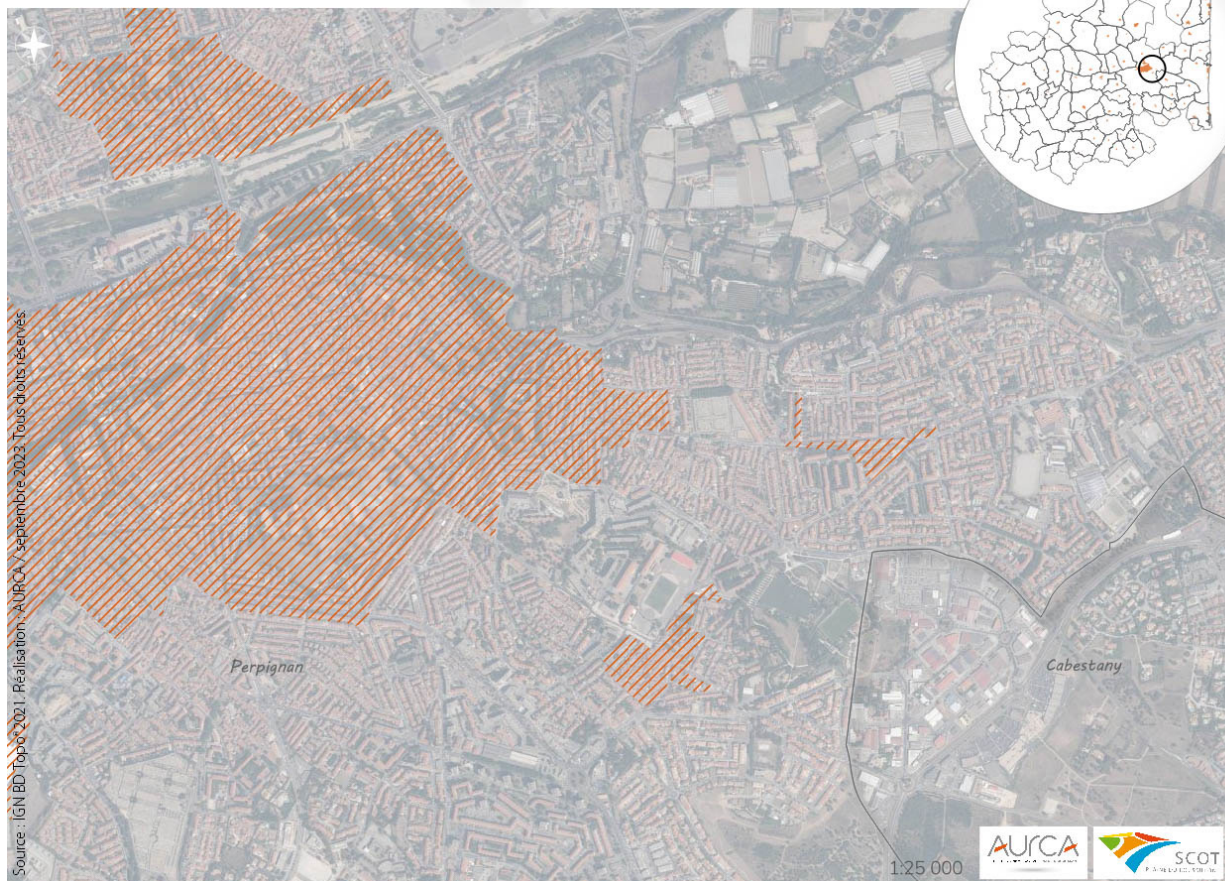 Source : IGN BD Topo® 2021. Réalisation : AURCA / septembre 2023. Tous droits réservés.
Perpignan
Cabestany
1:25 000
AURCA
SCOT